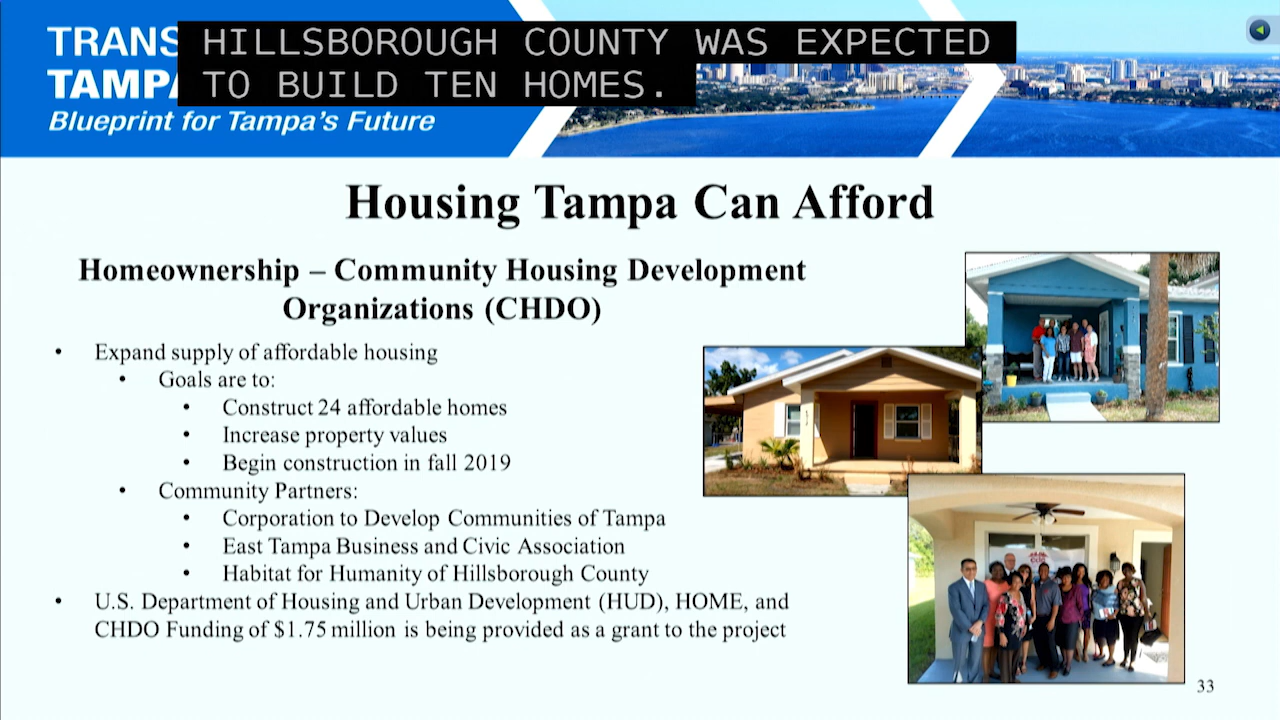 TRANS
HILLSBOROUGH COUNTY WAS EXPECTED
TAMPA
TO BUILD TEN HOMES.
Blueprint for Tampa's Future
Housing Tampa Can Afford
Homeownership – Community Housing Development
Organizations (CHDO)
• Expand supply of affordable housing
• Goals are to:
• Construct 24 affordable homes
• Increase property values
• Begin construction in fall 2019
• Community Partners:
• Corporation to Develop Communities of Tampa
• East Tampa Business and Civic Association
• Habitat for Humanity of Hillsborough County
• U.S. Department of Housing and Urban Development (HUD), HOME, and
CHDO Funding of $1.75 million is being provided as a grant to the project
33